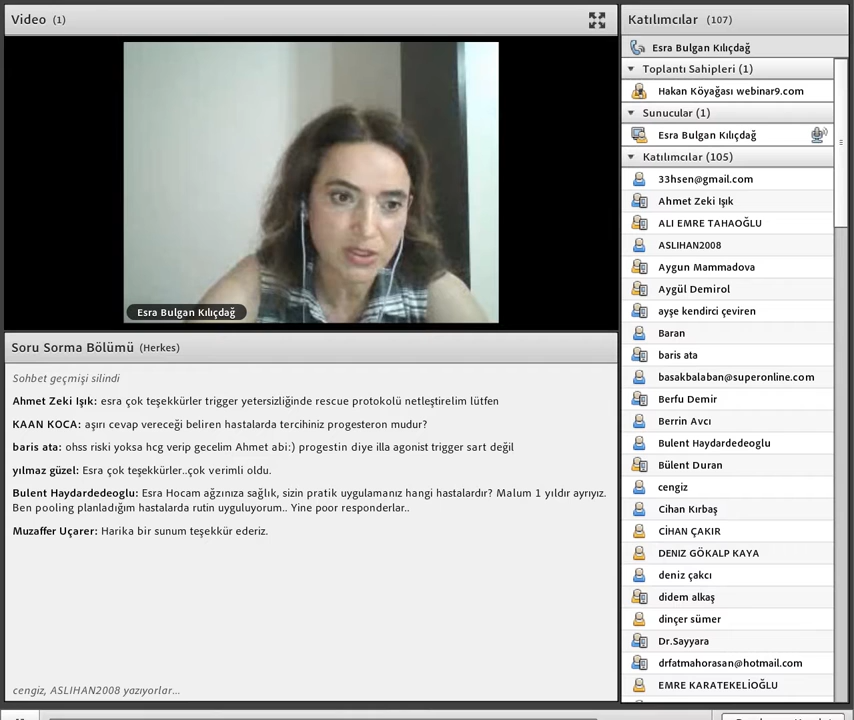 Video (1)
Esra Bulgan Kılıçdağ
Soru Sorma Bölümü (Herkes)
Sohbet geçmişi silindi
Ahmet Zeki Işık: esra çok teşekkürler trigger yetersizliğinde rescue protokolü netleştirelim lütfen
KAAN KOCA: aşırı cevap vereceği beliren hastalarda tercihiniz progesteron mudur?
baris ata: ohss riski yoksa hcg verip gecelim Ahmet abi:) progestin diye illa agonist trigger sart değil
yılmaz güzel: Esra çok teşekkürler..çok verimli oldu.
Bulent Haydardedeoglu: Esra Hocam ağzınıza sağlık, sizin pratik uygulamanız hangi hastalardır? Malum 1 yıldır ayrıyız.
Ben pooling planladığım hastalarda rutin uyguluyorum.. Yine poor responderlar..
Muzaffer Uçarer: Harika bir sunum teşekkür ederiz.
cengiz, ASLIHAN2008 yazıyorlar...
Katılımcılar (107)
Esra Bulgan Kılıçdağ
Toplantı Sahipleri (1)
Hakan Köyağası webinar9.com
Sunucular (1)
Esra Bulgan Kılıçdağ
Katılımcılar (105)
33hsen@gmail.com
Ahmet Zeki Işık
ALI EMRE TAHAOĞLU
ASLIHAN2008
Aygun Mammadova
Aygül Demirol
ayşe kendirci çeviren
Baran
baris ata
basakbalaban@superonline.com
Berfu Demir
Berrin Avcı
Bulent Haydardedeoglu
Bülent Duran
cengiz
Cihan Kırbaş
CİHAN ÇAKIR
DENIZ GÖKALP KAYA
deniz çakcı
didem alkaş
dinçer sümer
Dr.Sayyara
drfatmahorasan@hotmail.com
EMRE KARATEKELİOĞLU